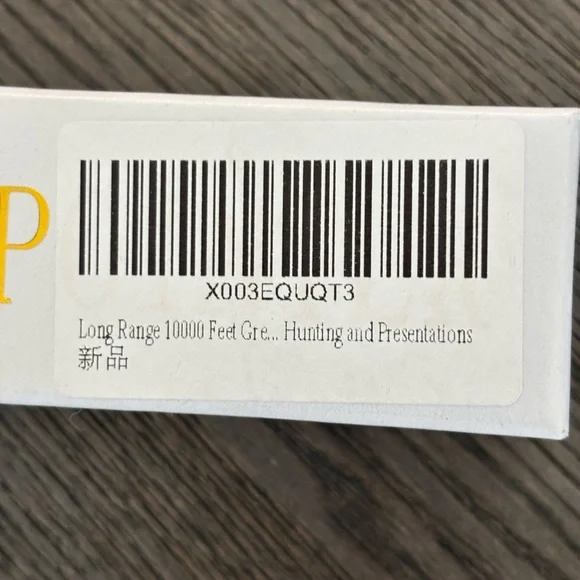 P
X003EQUQT3
Long Range 10000 Feet Gre... Hunting and Presentations
新品